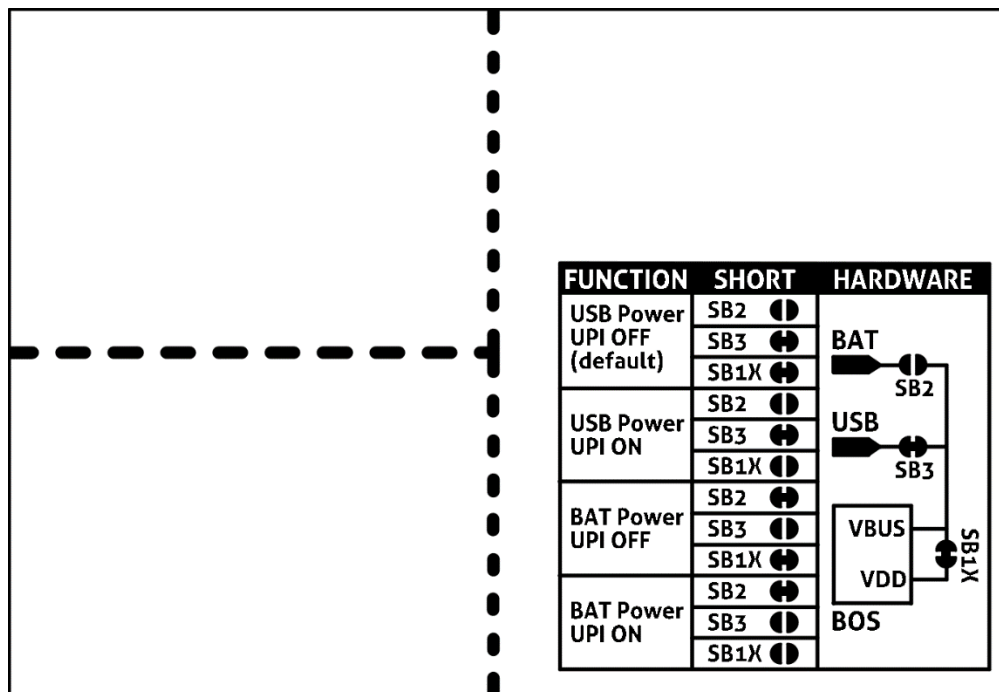 FUNCTION SHORT HARDWARE
USB Power
UPI OFF
(default)
SB2
SB3
SB1X
USB Power
UPI ON
SB2
SB3
SB1X
BAT Power
UPI OFF
SB2
SB3
SB1X
BAT Power
UPI ON
SB2
SB3
SB1X
BAT
SB2
USB
SB3
VBUS
SB1X
VDD
BOS